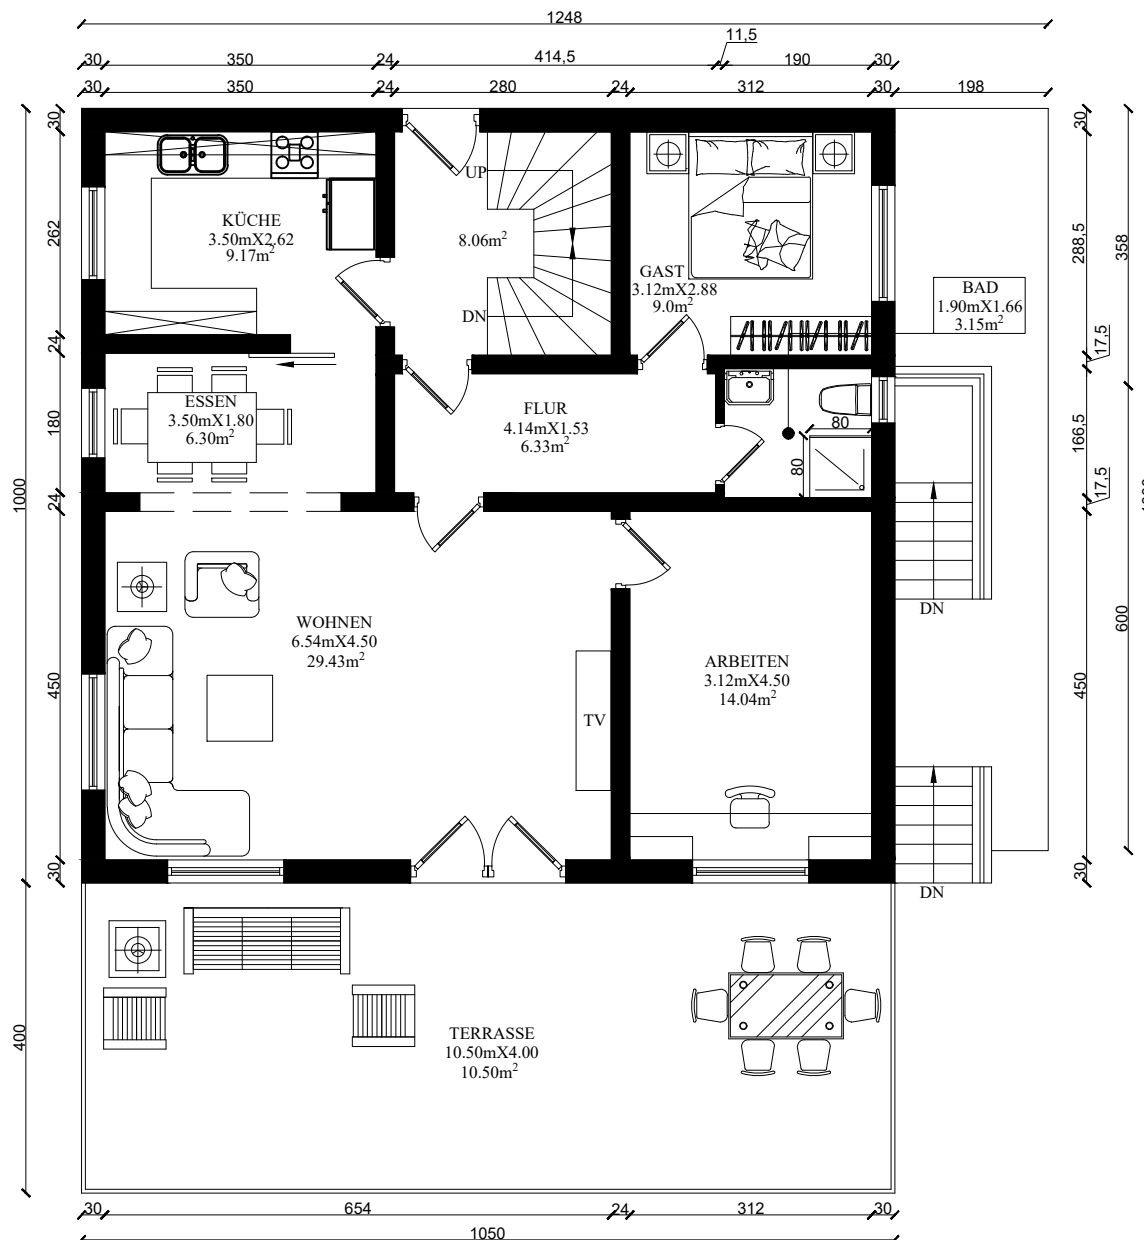 1248
11,5
30
350
24
414,5
190
30
30
350
24
280
24
312
30
198
30
262
24
180
24
450
30
1000
400
30
288,5
17,5
166,5
17,5
450
30
358
600
UP
KÜCHE
3.50mX2.62
9.17m²
8.06m²
DN
GAST
3.12mX2.88
9.0m²
BAD
1.90mX1.66
3.15m²
ESSEN
3.50mX1.80
6.30m²
FLUR
4.14mX1.53
6.33m²
80
80
DN
WOHNEN
6.54mX4.50
29.43m²
TV
ARBEITEN
3.12mX4.50
14.04m²
DN
TERRASSE
10.50mX4.00
10.50m²
30
654
24
312
30
1050